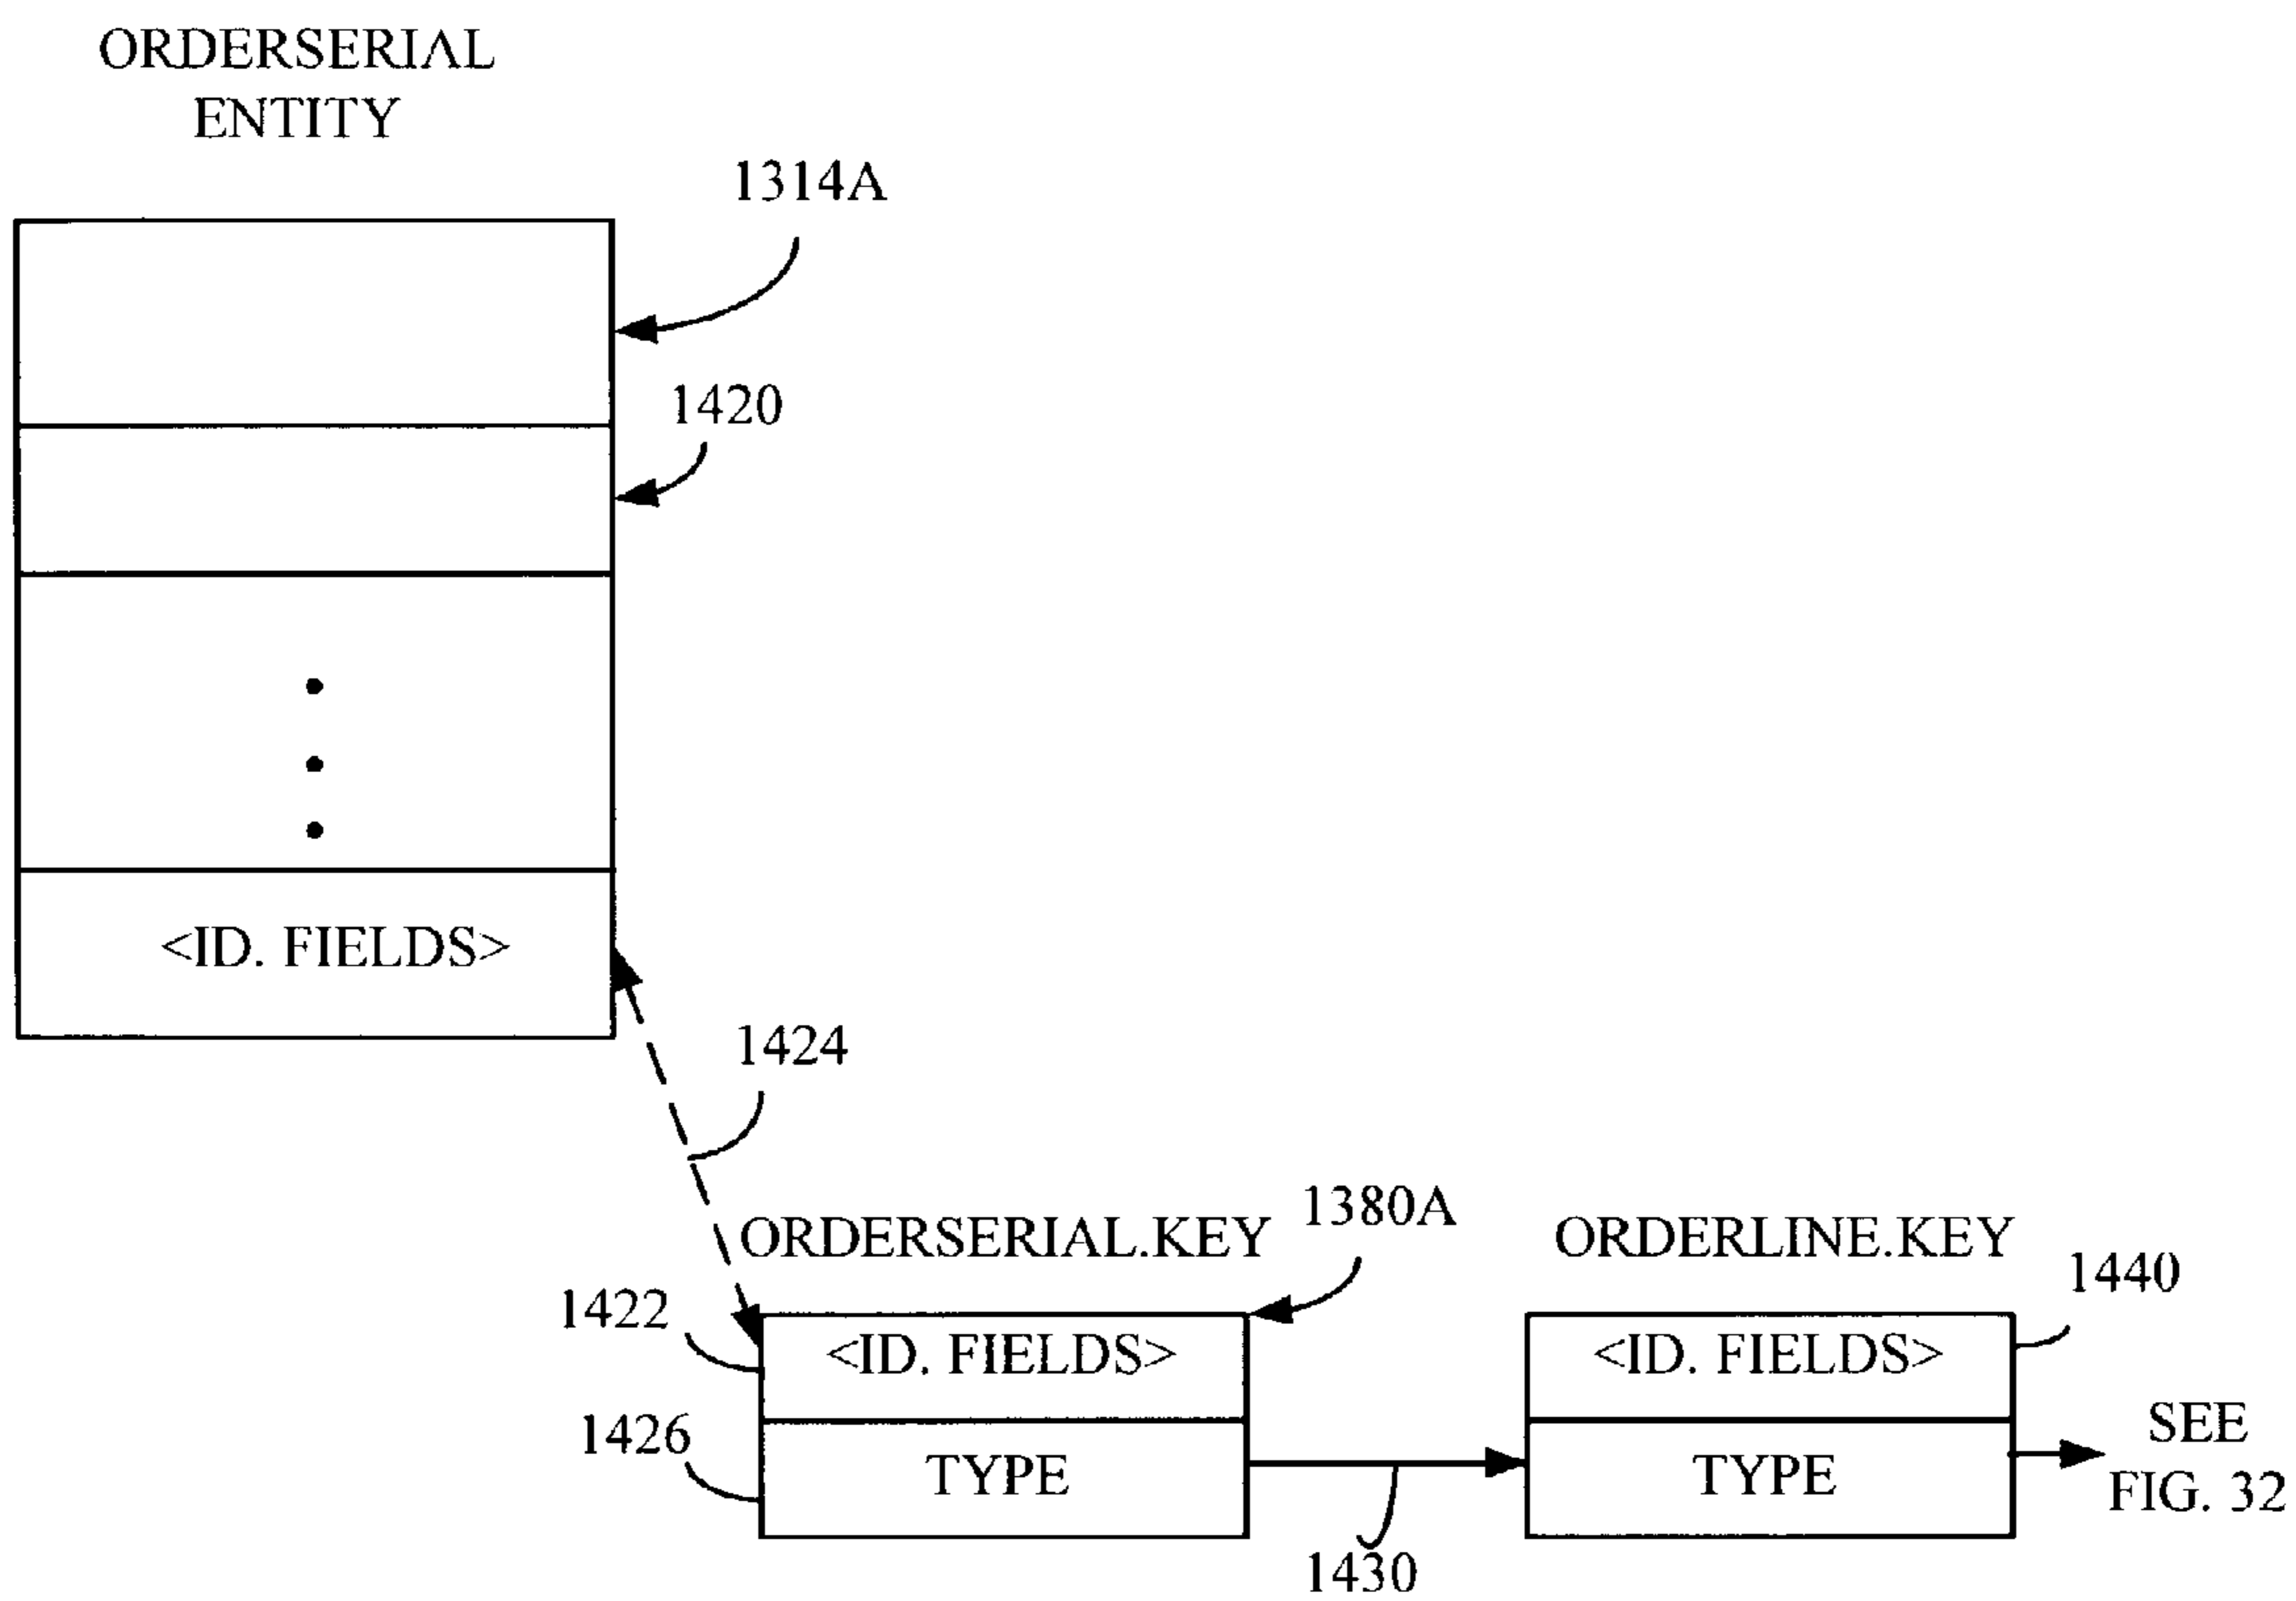 ORDERSERIAL
ENTITY
1314A
1420
<ID. FIELDS>
1424
ORDERSERIAL.KEY
1380A
ORDERLINE.KEY
1440
1422
<ID. FIELDS>
<ID. FIELDS>
1426
TYPE
TYPE
SEE
FIG. 32
1430